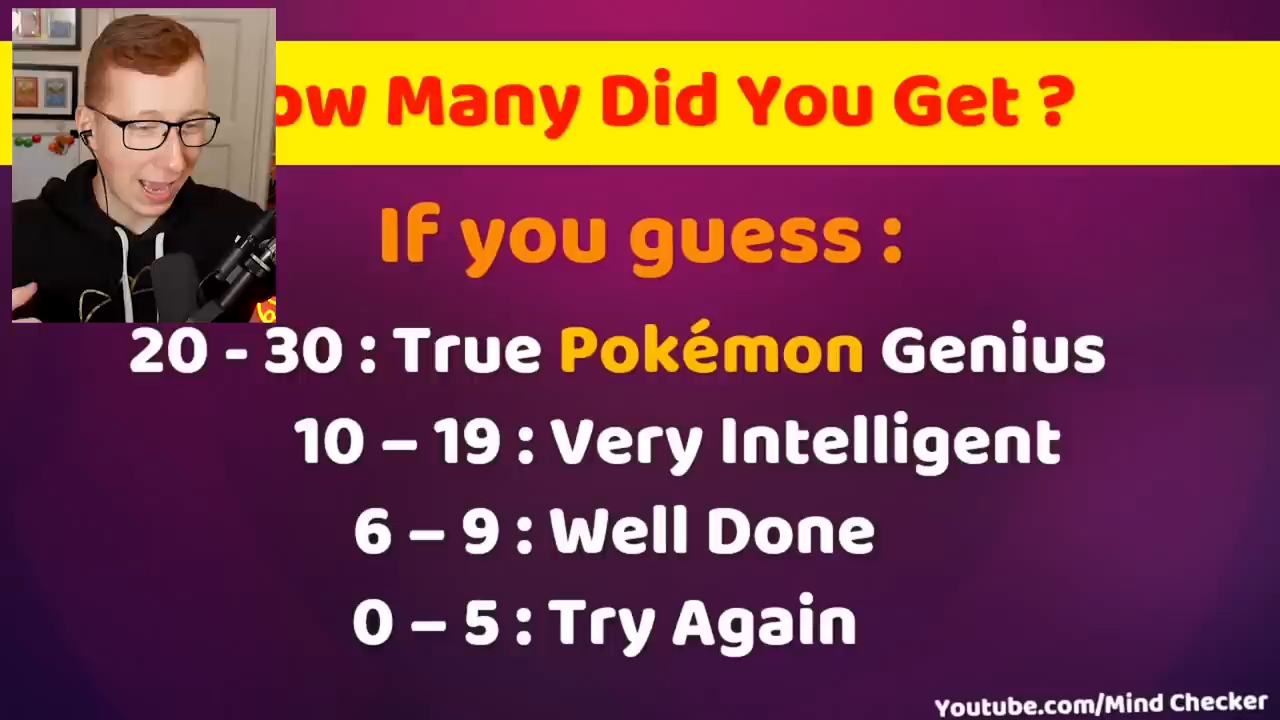 ow Many Did You Get ?
If you guess :
20 - 30 : True Pokémon Genius
10 – 19 : Very Intelligent
6 – 9 : Well Done
0 – 5 : Try Again
Youtube.com/Mind Checker